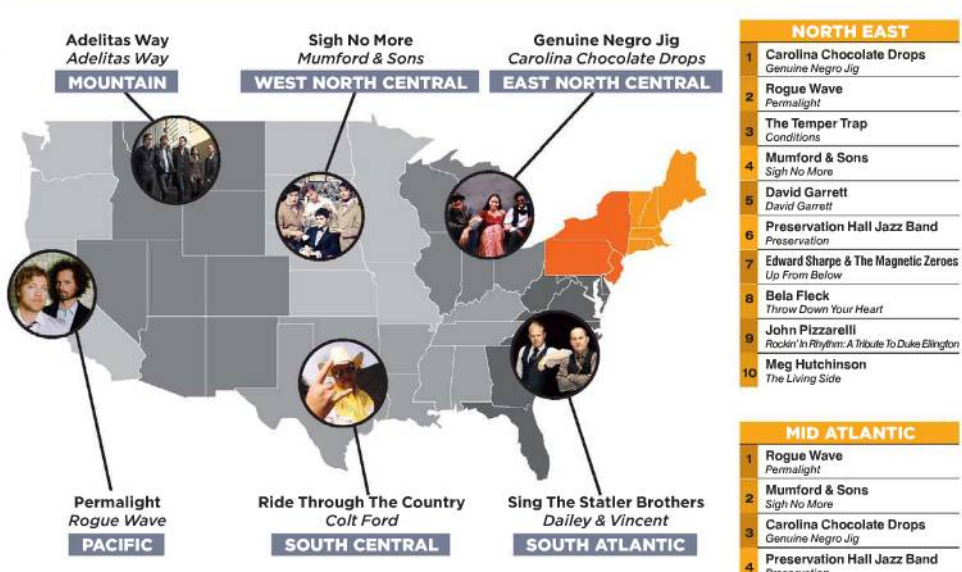 Adelitas Way
Adelitas Way
MOUNTAIN
Sigh No More
Mumford & Sons
WEST NORTH CENTRAL
Genuine Negro Jig
Carolina Chocolate Drops
EAST NORTH CENTRAL
Permalight
Rogue Wave
PACIFIC
Ride Through The Country
Colt Ford
SOUTH CENTRAL
Sing The Statler Brothers
Dailey & Vincent
SOUTH ATLANTIC
NORTH EAST
1 Carolina Chocolate Drops
Genuine Negro Jig
2 Rogue Wave
Permalight
3 The Temper Trap
Conditions
4 Mumford & Sons
Sigh No More
5 David Garrett
David Garrett
6 Preservation Hall Jazz Band
Preservation
7 Edward Sharpe & The Magnetic Zeroes
Up From Below
8 Bela Fleck
Throw Down Your Heart
9 John Pizzarelli
Rockin' In Rhythm: A Tribute To Duke Ellington
10 Meg Hutchinson
The Living Side
MID ATLANTIC
1 Rogue Wave
Permalight
2 Mumford & Sons
Sigh No More
3 Carolina Chocolate Drops
Genuine Negro Jig
4 Preservation Hall Jazz Band